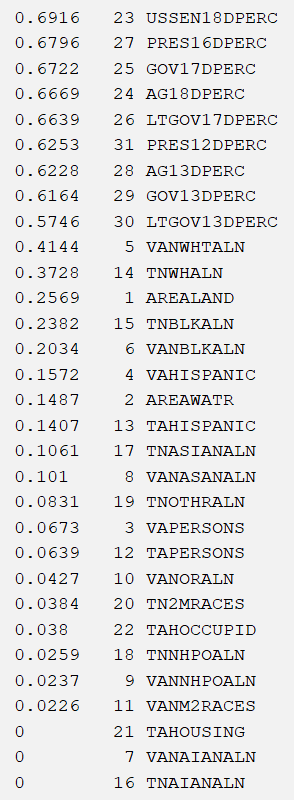 0.6916 23 USSEN18DPERC
0.6796 27 PRES16DPERC
0.6722 25 GOV17DPERC
0.6669 24 AG18DPERC
0.6639 26 LTGOV17DPERC
0.6253 31 PRES12DPERC
0.6228 28 AG13DPERC
0.6164 29 GOV13DPERC
0.5746 30 LTGOV13DPERC
0.4144 5 VANWHTALN
0.3728 14 TNWHALN
0.2569 1 AREALAND
0.2382 15 TNBLKALN
0.2034 6 VANBLKALN
0.1572 4 VAHISPANIC
0.1487 2 AREAWATR
0.1407 13 TAHISPANIC
0.1061 17 TNASIANALN
0.101 8 VANASANALN
0.0831 19 TNOTHRALN
0.0673 3 VAPERSONS
0.0639 12 TAPERSONS
0.0427 10 VANORALN
0.0384 20 TN2MRACES
0.038 22 TAHOCCUPID
0.0259 18 TNNHPOALN
0.0237 9 VANNHPOALN
0.0226 11 VANM2RACES
0 21 TAHOUSING
0 7 VANAIANALN
0 16 TNAIANALN